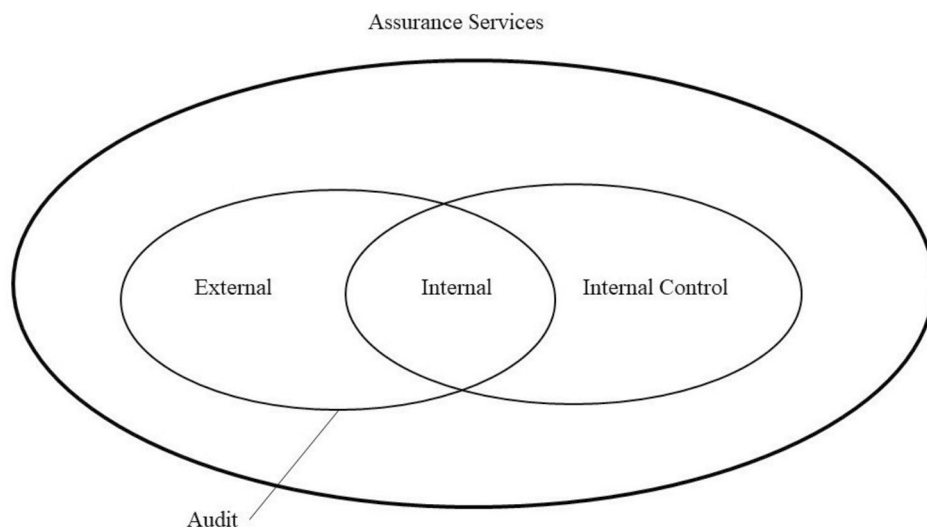 Assurance Services
External
Internal
Internal Control
Audit